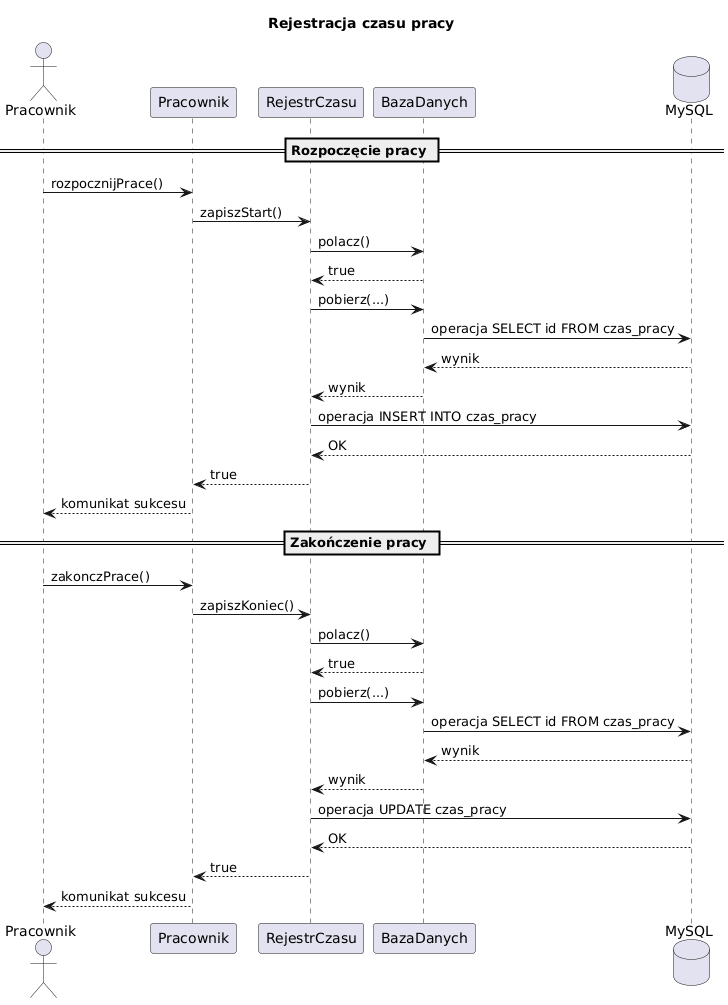 Rejestracja czasu pracy
Pracownik
Pracownik
RejestrCzasu
BazaDanych
MySQL
Rozpoczęcie pracy
rozpocznijPrace()
zapiszStart()
polacz()
true
pobierz(...)
operacja SELECT id FROM czas_pracy
wynik
wynik
operacja INSERT INTO czas_pracy
OK
true
komunikat sukcesu
Zakończenie pracy
zakonczPrace()
zapiszKoniec()
polacz()
true
pobierz(...)
operacja SELECT id FROM czas_pracy
wynik
wynik
operacja UPDATE czas_pracy
OK
true
komunikat sukcesu
Pracownik
Pracownik
RejestrCzasu
BazaDanych
MySQL